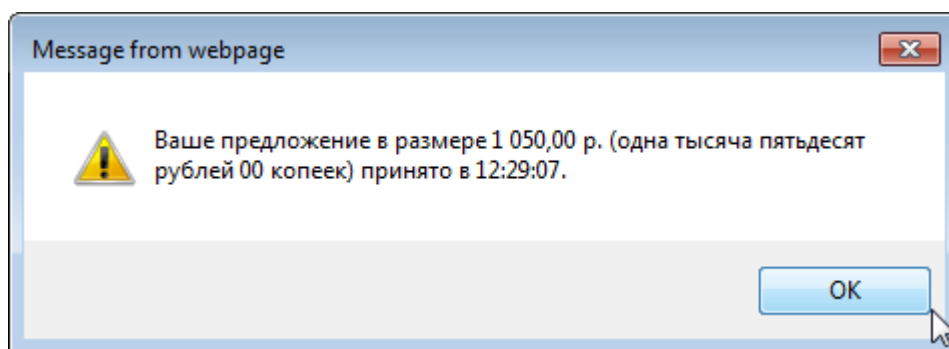 Message from webpage
Ваше предложение в размере 1 050,00 р. (одна тысяча пятьдесят
рублей 00 копеек) принято в 12:29:07.
OK